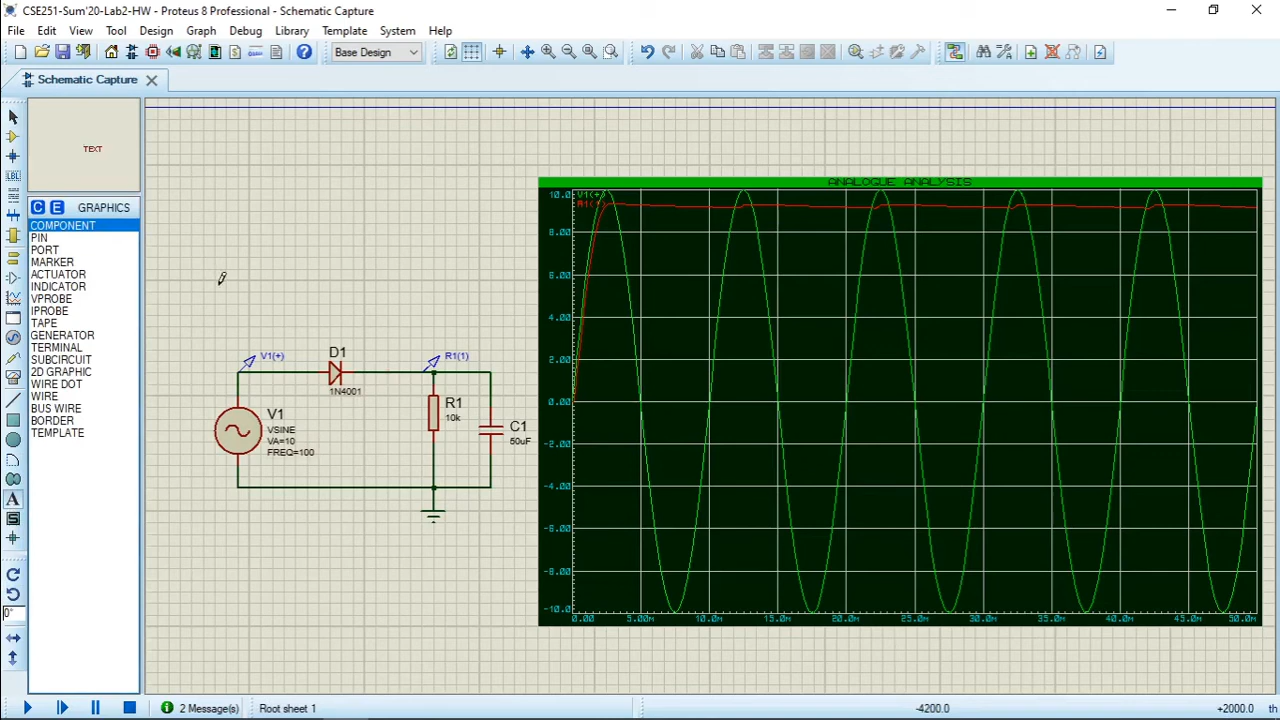 CSE251-Sum'20-Lab2-HW - Proteus 8 Professional - Schematic Capture
File Edit View Tool Design Graph Debug Library Template System Help
Base Design
Schematic Capture
TEXT
C E GRAPHICS
COMPONENT
PIN
PORT
MARKER
ACTUATOR
INDICATOR
VPROBE
IPROBE
TAPE
GENERATOR
TERMINAL
SUBCIRCUIT
2D GRAPHIC
WIRE DOT
WIRE
BUS WIRE
BORDER
TEMPLATE
LBL
A
S
0°
V1(+)
D1
1N4001
R1(1)
R1
10k
C1
50uF
V1
VSINE
VA=10
FREQ=100
ANALOGUE ANALYSIS
V1(+)
10.0
8.00
6.00
4.00
2.00
0.00
-2.00
-4.00
-6.00
-8.00
-10.0
0.00 5.00m 10.0m 15.0m 20.0m 25.0m 30.0m 35.0m 40.0m 45.0m 50.0m
2 Message(s) Root sheet 1 -4200.0 +2000.0 th